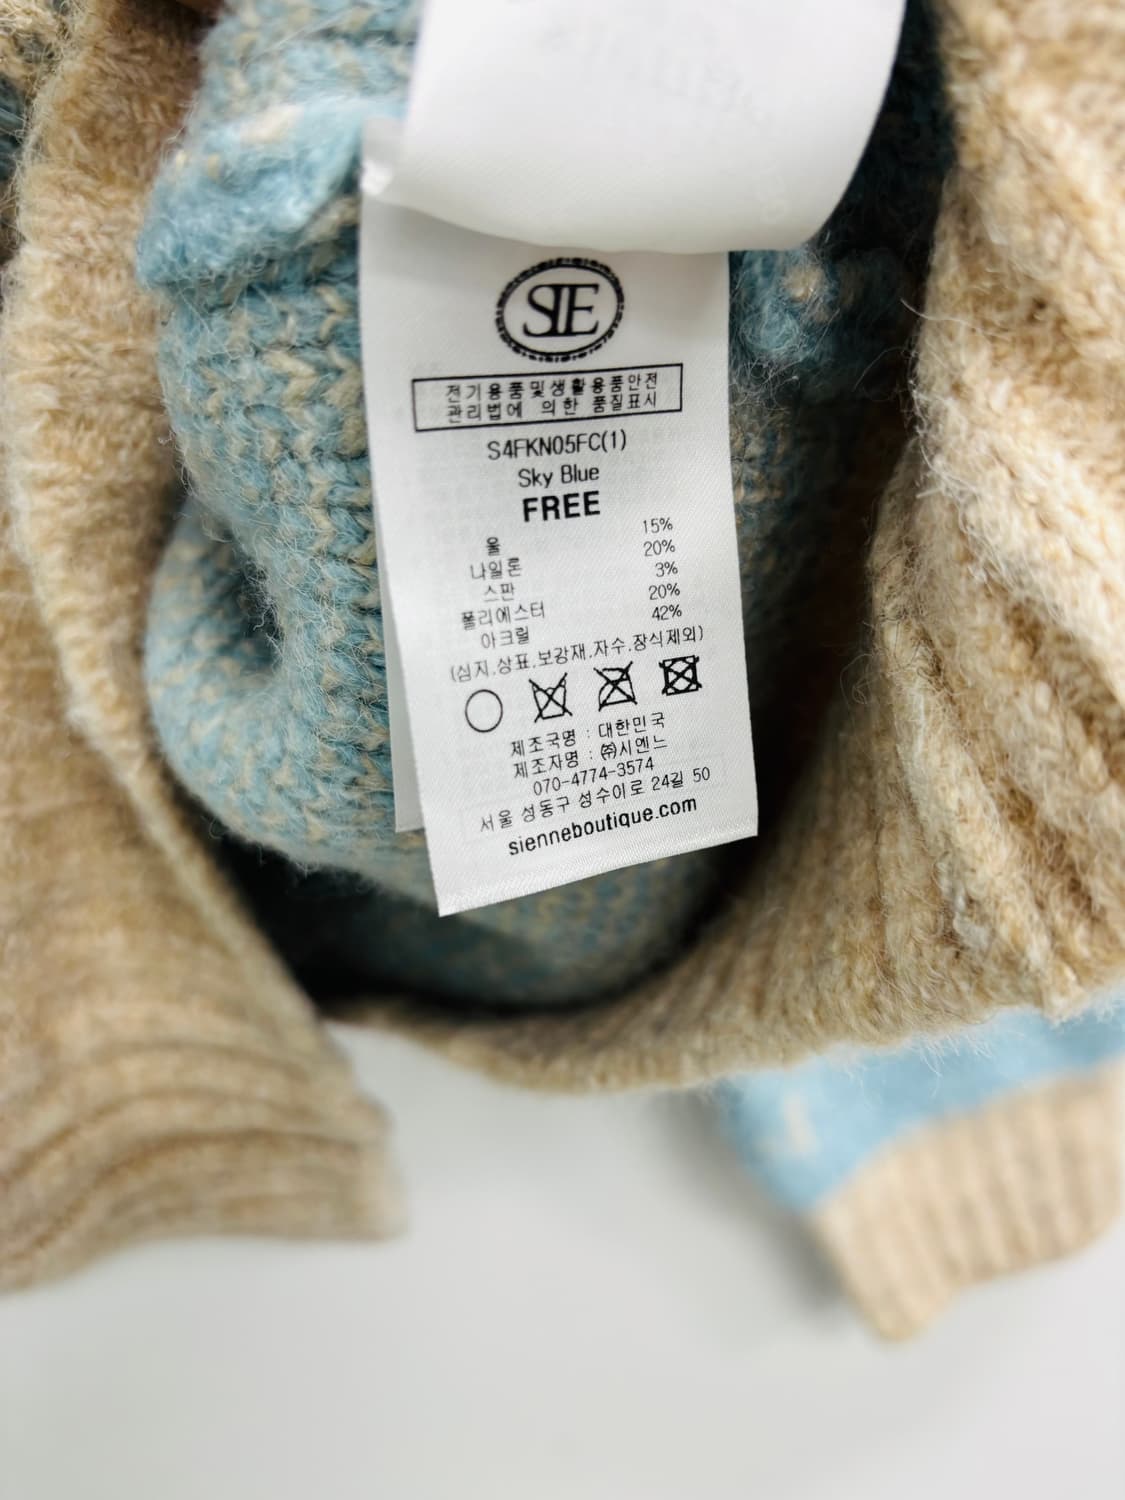 SIE
전기용품및생활용품안전
관리법에 의한 품질표시
S4FKN05FC(1)
Sky Blue
FREE
울 15%
나일론 20%
스판 3%
폴리에스터 20%
아크릴 42%
(심지.상표.보강재.자수.장식제외)
제조국명 : 대한민국
제조자명 : ㈜시엔느
070-4774-3574
서울 성동구 성수이로 24길 50
sienneboutique.com